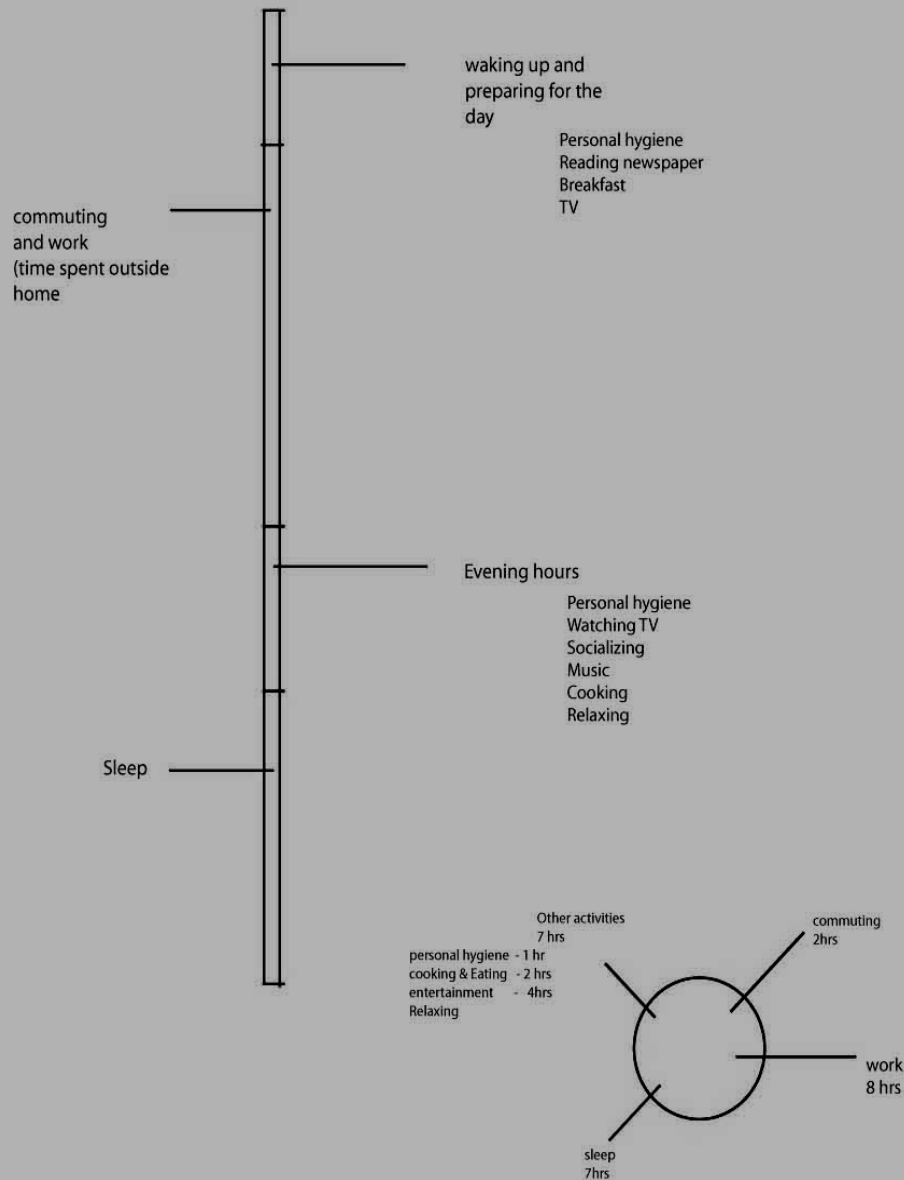 waking up and
preparing for the
day
Personal hygiene
Reading newspaper
Breakfast
TV
commuting
and work
(time spent outside
home
Evening hours
Personal hygiene
Watching TV
Socializing
Music
Cooking
Relaxing
Sleep
Other activities
7 hrs
personal hygiene - 1 hr
cooking & Eating - 2 hrs
entertainment - 4hrs
Relaxing
commuting
2hrs
work
8 hrs
sleep
7hrs